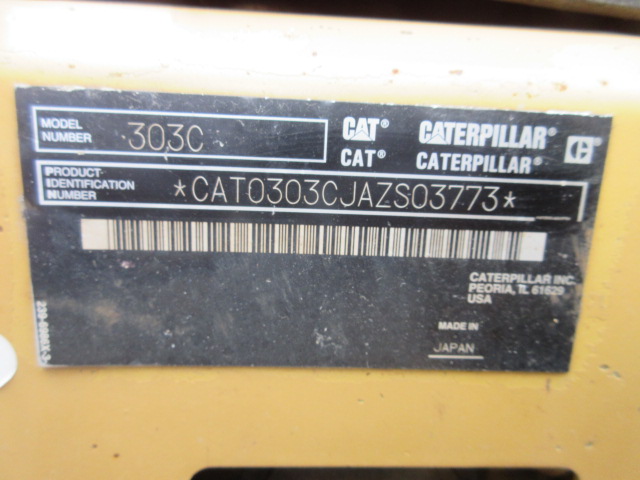 MODEL NUMBER 303C
CAT CATERPILLAR C
CAT® CATERPILLAR®
PRODUCT IDENTIFICATION NUMBER *CAT0303CJAZS03773*
CATERPILLAR INC.
PEORIA, IL 61629
USA
MADE IN
JAPAN